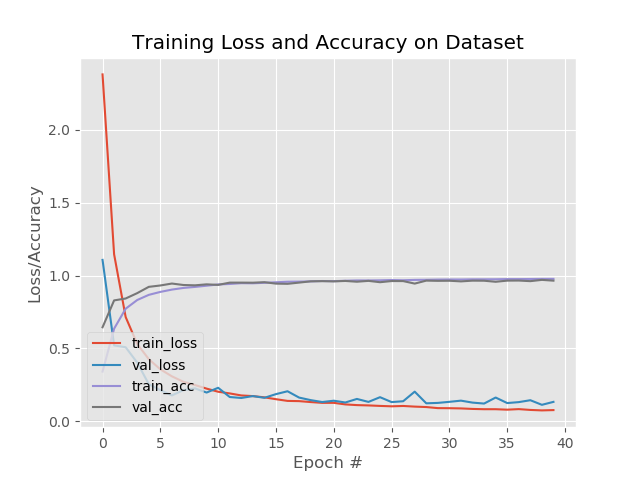 Training Loss and Accuracy on Dataset
Loss/Accuracy
2.0
1.5
1.0
0.5
0.0
train_loss
val_loss
train_acc
val_acc
0 5 10 15 20 25 30 35 40
Epoch #